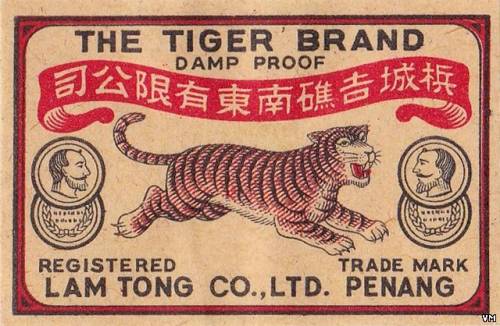 THE TIGER BRAND
DAMP PROOF
梹城吉礁南東有限公司
REGISTERED TRADE MARK
LAM TONG CO.,LTD. PENANG
VM